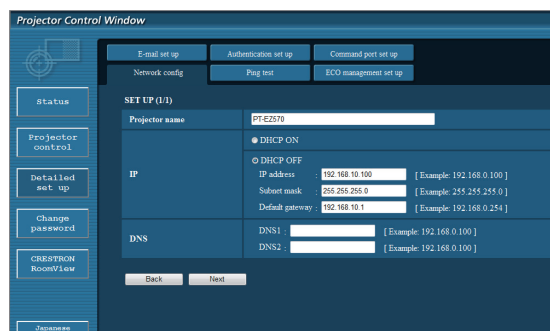 Projector Control Window
E-mail set up
Authentication set up
Command port set up
Network config
Ping test
ECO management set up
Status
Projector control
Detailed set up
Change password
CRESTRON RoomView
Japanese
SET UP (1/1)
Projector name
PT-EZ570
IP
DHCP ON
DHCP OFF
IP address : 192.168.10.100 [ Example: 192.168.0.100 ]
Subnet mask : 255.255.255.0 [ Example: 255.255.255.0 ]
Default gateway : 192.168.10.1 [ Example: 192.168.0.254 ]
DNS
DNS1 : [ Example: 192.168.0.100 ]
DNS2 : [ Example: 192.168.0.100 ]
Back
Next